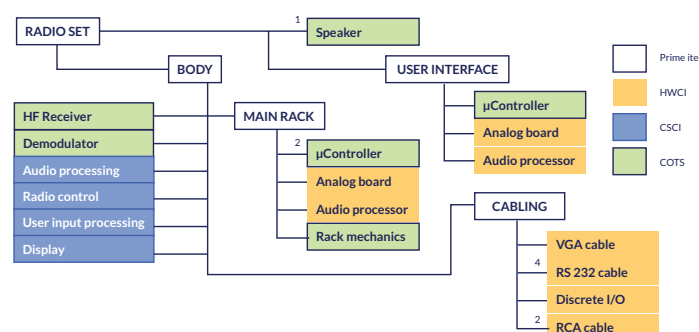 RADIO SET
1
Speaker
BODY
USER INTERFACE
Prime ite
HWCI
CSCI
COTS
HF Receiver
Demodulator
Audio processing
Radio control
User input processing
Display
MAIN RACK
2
µController
Analog board
Audio processor
Rack mechanics
µController
Analog board
Audio processor
CABLING
VGA cable
4
RS 232 cable
Discrete I/O
2
RCA cable